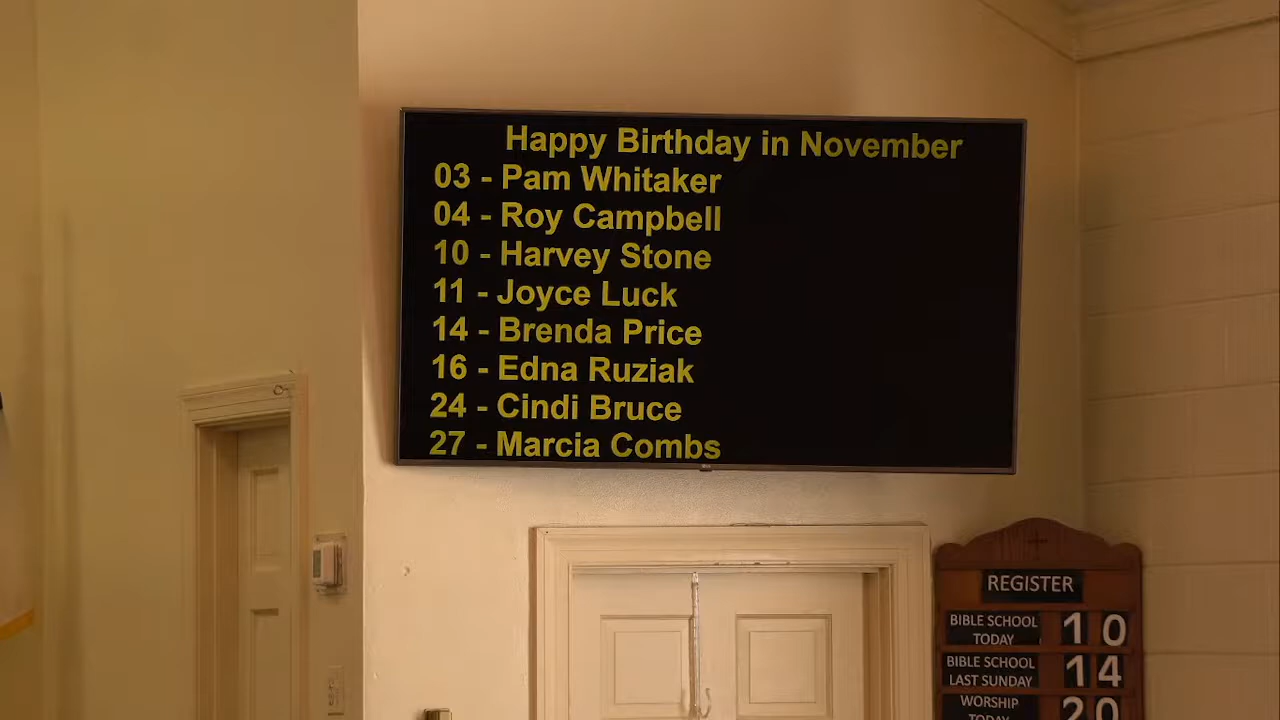 Happy Birthday in November
03 - Pam Whitaker
04 - Roy Campbell
10 - Harvey Stone
11 - Joyce Luck
14 - Brenda Price
16 - Edna Ruziak
24 - Cindi Bruce
27 - Marcia Combs
REGISTER
BIBLE SCHOOL
TODAY
10
BIBLE SCHOOL
LAST SUNDAY
14
WORSHIP
TODAY
20